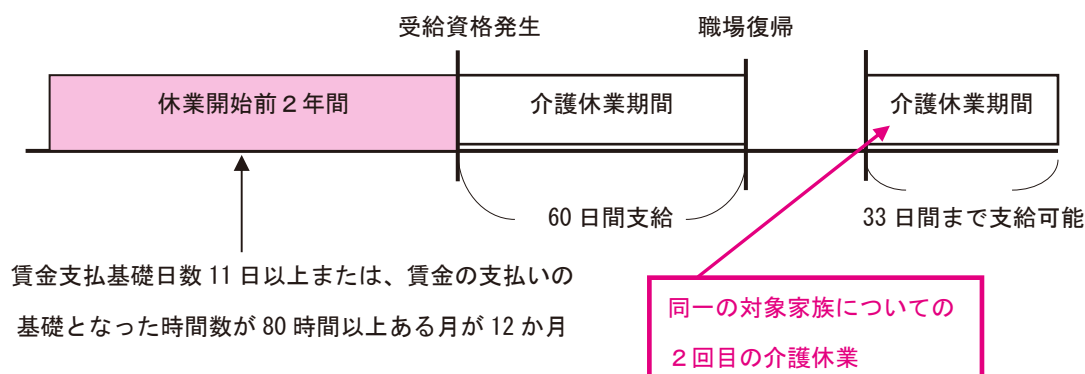 受給資格発生
職場復帰
休業開始前２年間
介護休業期間
介護休業期間
60 日間支給
33 日間まで支給可能
賃金支払基礎日数 11 日以上または、賃金の支払いの
基礎となった時間数が 80 時間以上ある月が 12 か月
同一の対象家族についての
２回目の介護休業